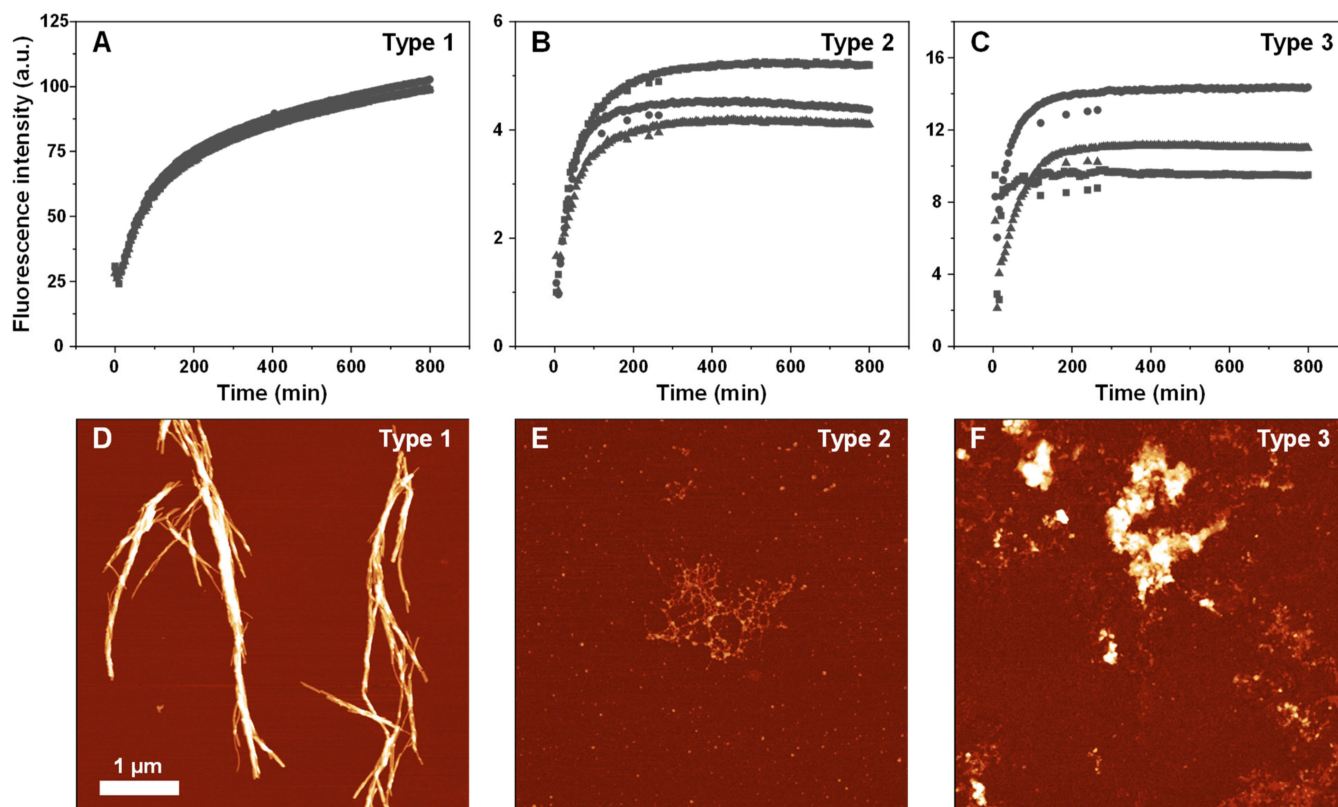 A Type 1
B Type 2
C Type 3
Fluorescence intensity (a.u.)
125
100
75
50
25
0
0 200 400 600 800
Time (min)
6
4
2
0
0 200 400 600 800
Time (min)
16
12
8
4
0
0 200 400 600 800
Time (min)
D Type 1
1 µm
E Type 2
F Type 3